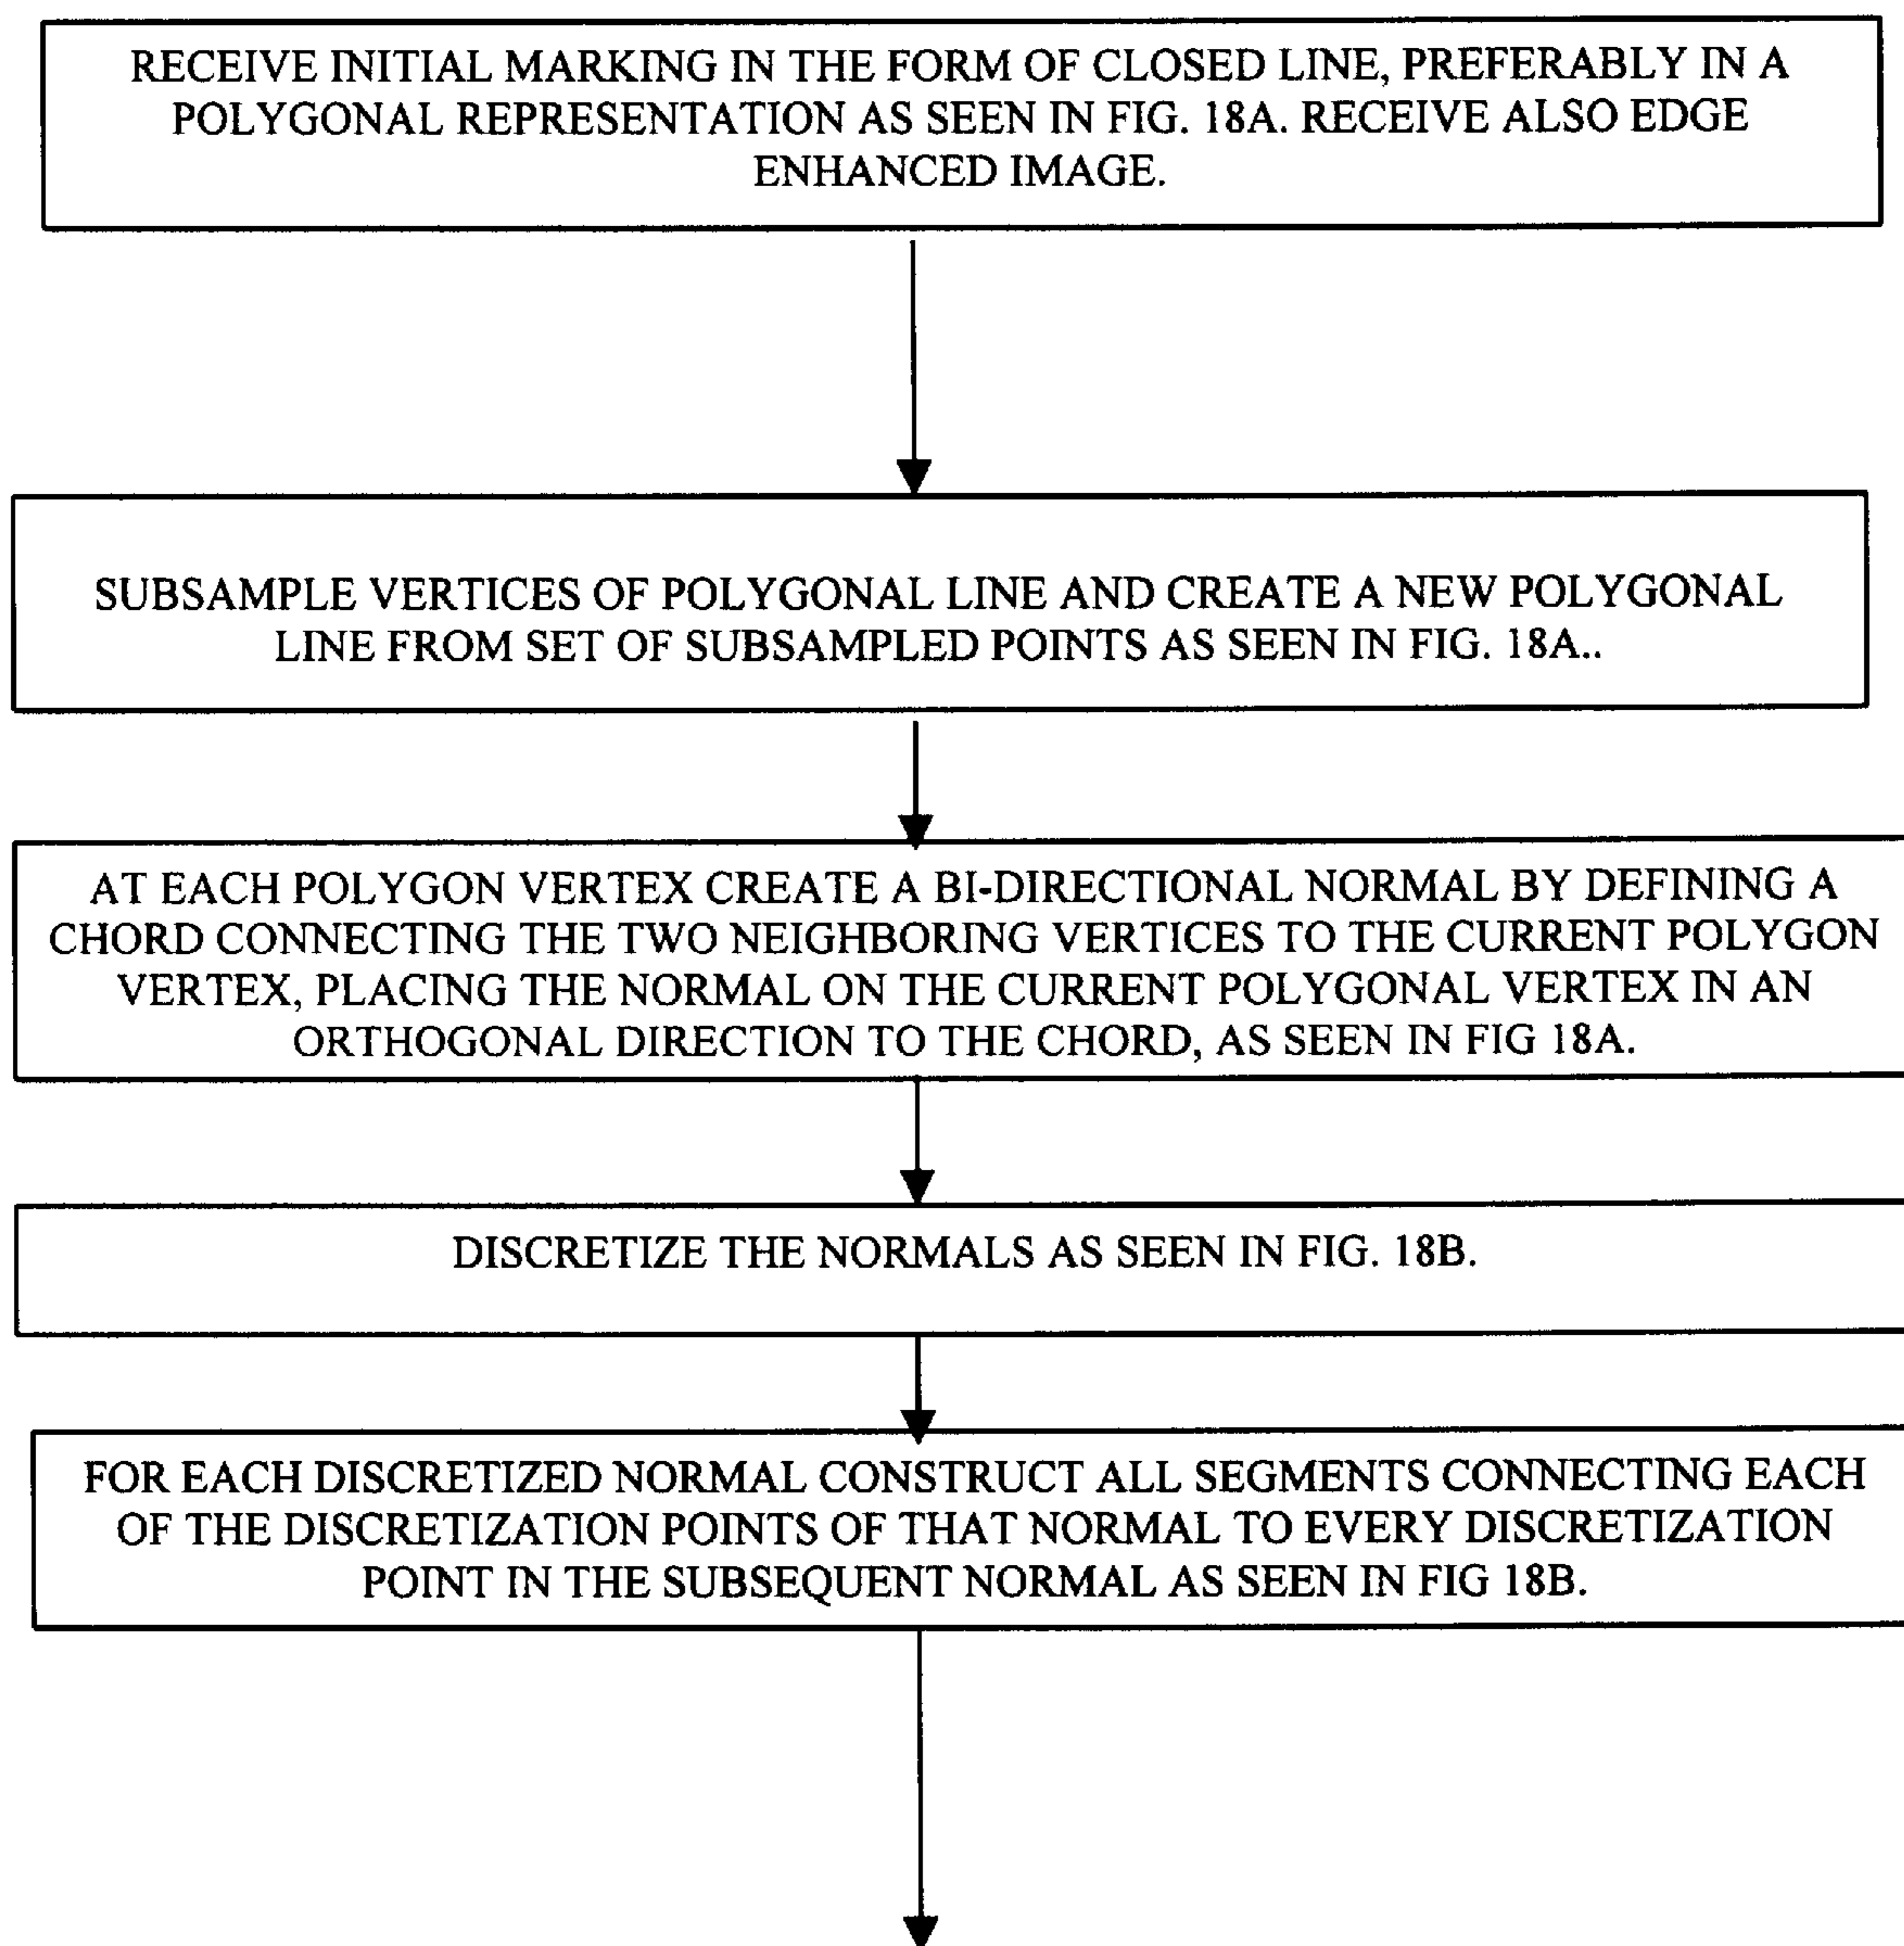 RECEIVE INITIAL MARKING IN THE FORM OF CLOSED LINE, PREFERABLY IN A
POLYGONAL REPRESENTATION AS SEEN IN FIG. 18A. RECEIVE ALSO EDGE
ENHANCED IMAGE.
SUBSAMPLE VERTICES OF POLYGONAL LINE AND CREATE A NEW POLYGONAL
LINE FROM SET OF SUBSAMPLED POINTS AS SEEN IN FIG. 18A..
AT EACH POLYGON VERTEX CREATE A BI-DIRECTIONAL NORMAL BY DEFINING A
CHORD CONNECTING THE TWO NEIGHBORING VERTICES TO THE CURRENT POLYGON
VERTEX, PLACING THE NORMAL ON THE CURRENT POLYGONAL VERTEX IN AN
ORTHOGONAL DIRECTION TO THE CHORD, AS SEEN IN FIG 18A.
DISCRETIZE THE NORMALS AS SEEN IN FIG. 18B.
FOR EACH DISCRETIZED NORMAL CONSTRUCT ALL SEGMENTS CONNECTING EACH
OF THE DISCRETIZATION POINTS OF THAT NORMAL TO EVERY DISCRETIZATION
POINT IN THE SUBSEQUENT NORMAL AS SEEN IN FIG 18B.